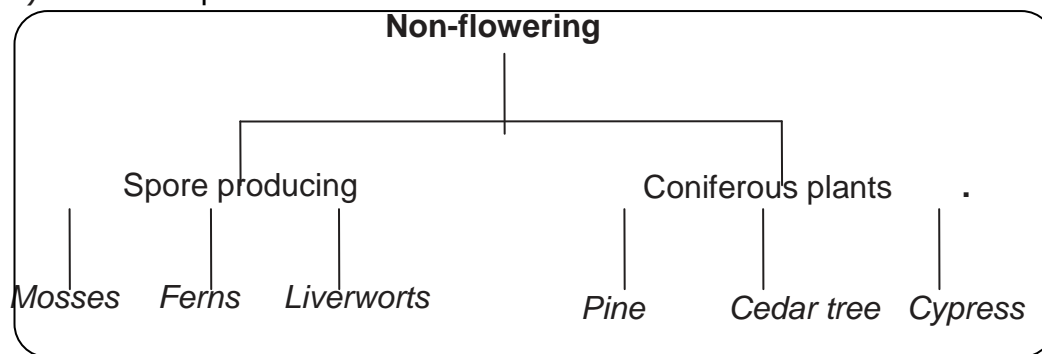 Non-flowering
Spore producing Coniferous plants .
Mosses Ferns Liverworts Pine Cedar tree Cypress